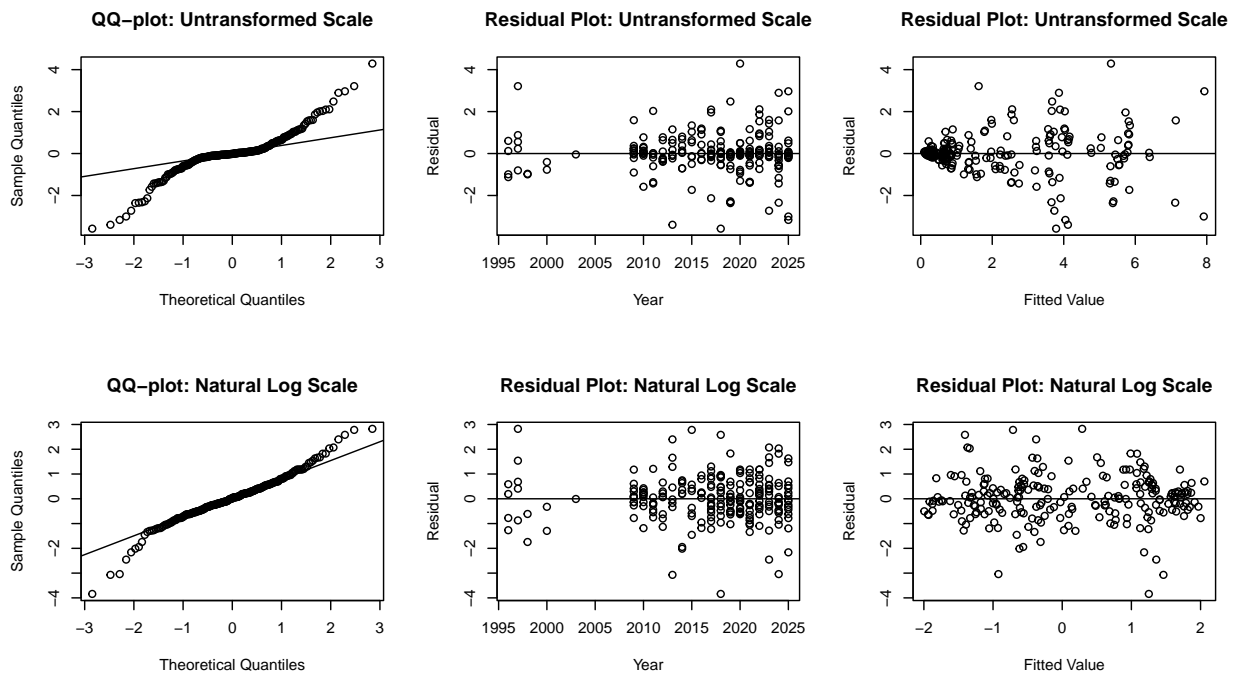 QQ−plot: Untransformed Scale
Sample Quantiles
4
2
0
−2
−3 −2 −1 0 1 2 3
Theoretical Quantiles
Residual Plot: Untransformed Scale
Residual
4
2
0
−2
1995 2000 2005 2010 2015 2020 2025
Year
Residual Plot: Untransformed Scale
Residual
4
2
0
−2
0 2 4 6 8
Fitted Value
QQ−plot: Natural Log Scale
Sample Quantiles
3
2
1
0
−2
−4
−3 −2 −1 0 1 2 3
Theoretical Quantiles
Residual Plot: Natural Log Scale
Residual
3
2
1
0
−2
−4
1995 2000 2005 2010 2015 2020 2025
Year
Residual Plot: Natural Log Scale
Residual
3
2
1
0
−2
−4
−2 −1 0 1 2
Fitted Value